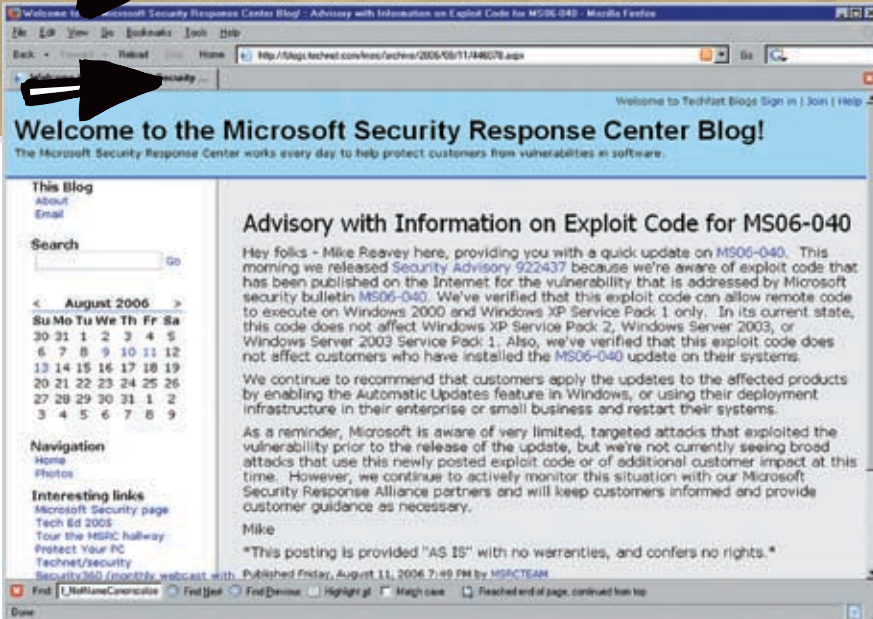 Welcome to Microsoft Security Response Center Blog! : Advisory with Information on Exploit Code for MS06-040 - Mozilla Firefox
File Edit View Go Bookmarks Tools Help
Back Reload Home http://blogs.technet.com/msrc/archive/2006/08/11/446078.aspx Go
Welcome Security ...
Welcome to TechNet Blogs Sign in | Join | Help
Welcome to the Microsoft Security Response Center Blog!
The Microsoft Security Response Center works every day to help protect customers from vulnerabilities in software.
This Blog
About
Email
Search
Go
< August 2006 >
Su Mo Tu We Th Fr Sa
30 31 1 2 3 4 5
6 7 8 9 10 11 12
13 14 15 16 17 18 19
20 21 22 23 24 25 26
27 28 29 30 31 1 2
3 4 5 6 7 8 9
Navigation
Home
Photos
Interesting links
Microsoft Security page
Tech Ed 2005
Tour the MSRC hallway
Protect Your PC
Technet/security
Security360 (monthly webcast with
Advisory with Information on Exploit Code for MS06-040
Hey folks - Mike Reavey here, providing you with a quick update on MS06-040. This
morning we released Security Advisory 922437 because we're aware of exploit code that
has been published on the Internet for the vulnerability that is addressed by Microsoft
security bulletin MS06-040. We've verified that this exploit code can allow remote code
to execute on Windows 2000 and Windows XP Service Pack 1 only. In its current state,
this code does not affect Windows XP Service Pack 2, Windows Server 2003, or
Windows Server 2003 Service Pack 1. Also, we've verified that this exploit code does
not affect customers who have installed the MS06-040 update on their systems.
We continue to recommend that customers apply the updates to the affected products
by enabling the Automatic Updates feature in Windows, or using their deployment
infrastructure in their enterprise or small business and restart their systems.
As a reminder, Microsoft is aware of very limited, targeted attacks that exploited the
vulnerability prior to the release of the update, but we're not currently seeing broad
attacks that use this newly posted exploit code or of additional customer impact at this
time. However, we continue to actively monitor this situation with our Microsoft
Security Response Alliance partners and will keep customers informed and provide
customer guidance as necessary.
Mike
*This posting is provided "AS IS" with no warranties, and confers no rights.*
Published Friday, August 11, 2006 7:49 PM by MSRCTEAM
Find: Find Next Find Previous Highlight all Match case Reached end of page, continued from top
Done